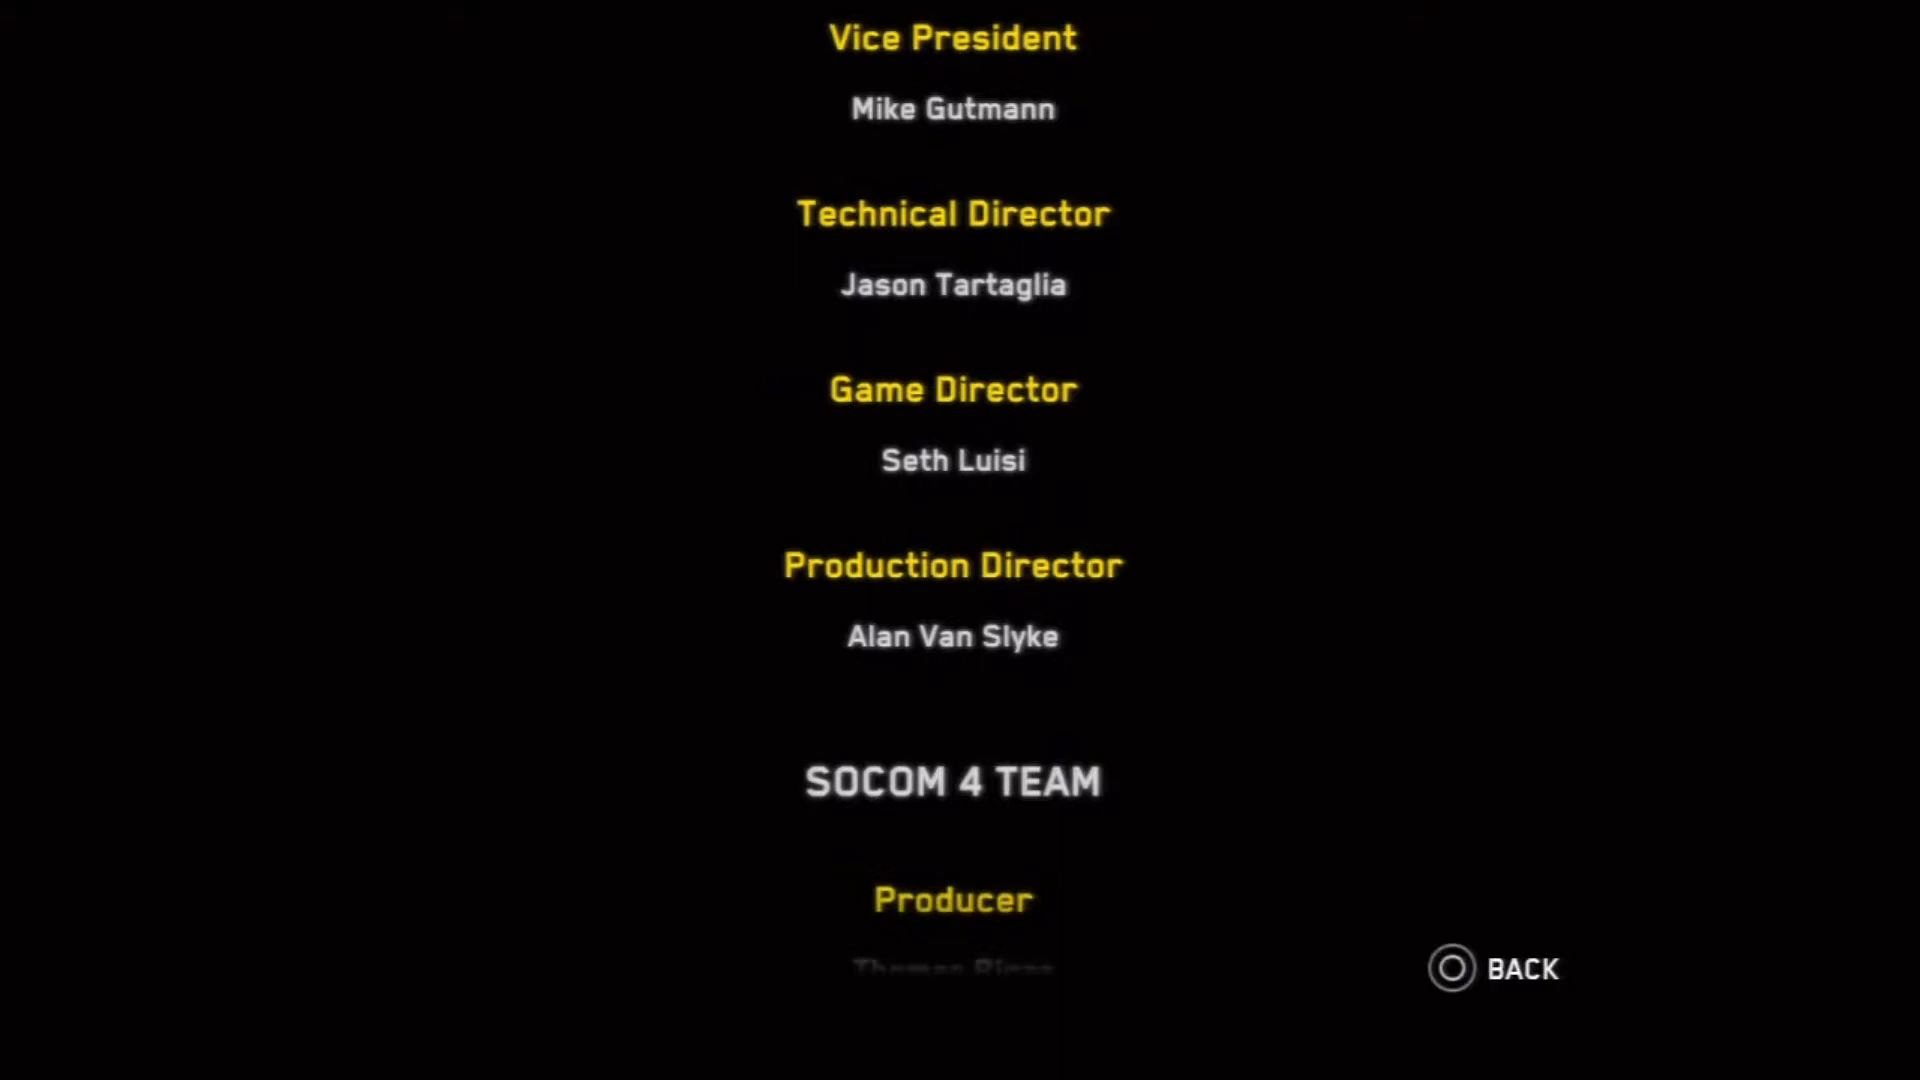 Vice President
Mike Gutmann
Technical Director
Jason Tartaglia
Game Director
Seth Luisi
Production Director
Alan Van Slyke
SOCOM 4 TEAM
Producer
Thomas
BACK